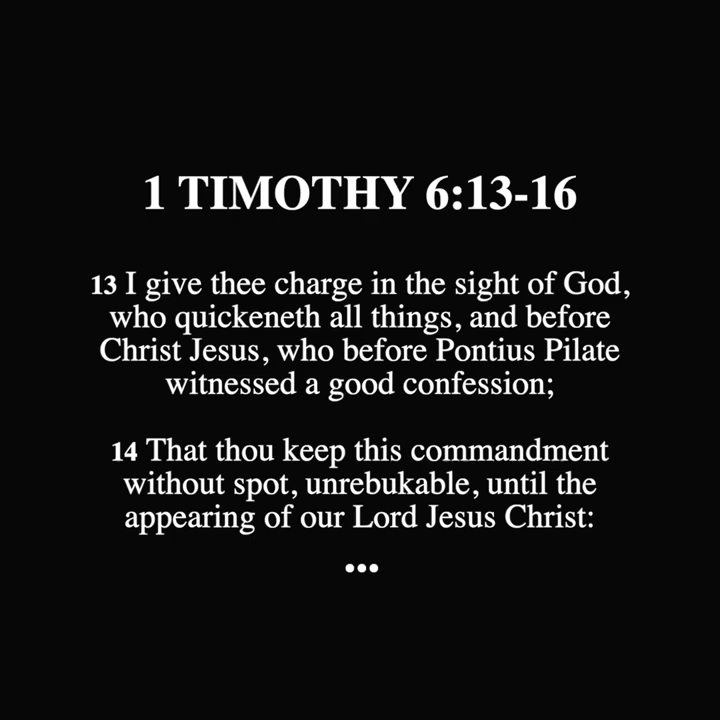 1 TIMOTHY 6:13-16
13 I give thee charge in the sight of God,
who quickeneth all things, and before
Christ Jesus, who before Pontius Pilate
witnessed a good confession;
14 That thou keep this commandment
without spot, unrebukable, until the
appearing of our Lord Jesus Christ:
...